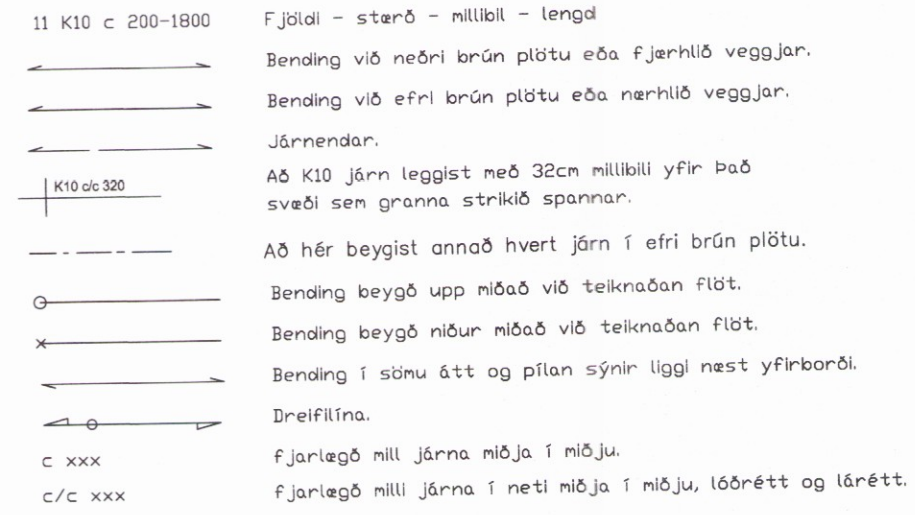 11 K10 c 200-1800 Fjöldi - stærð - millibil - lengd
Bending við neðri brún plötu eða fjærhlið veggjar.
Bending við efri brún plötu eða nærhlið veggjar.
Járnendar.
K10 c/c 320 Að K10 járn leggist með 32cm millibili yfir það
svæði sem granna strikið spannar.
Að hér beygist annað hvert járn í efri brún plötu.
Bending beygð upp miðað við teiknaðan flöt.
Bending beygð niður miðað við teiknaðan flöt.
Bending í sömu átt og pílan sýnir liggi næst yfirborði.
Dreifilína.
c xxx fjarlægð mill járna miðja í miðju.
c/c xxx fjarlægð milli járna í neti miðja í miðju, lóðrétt og lárétt.